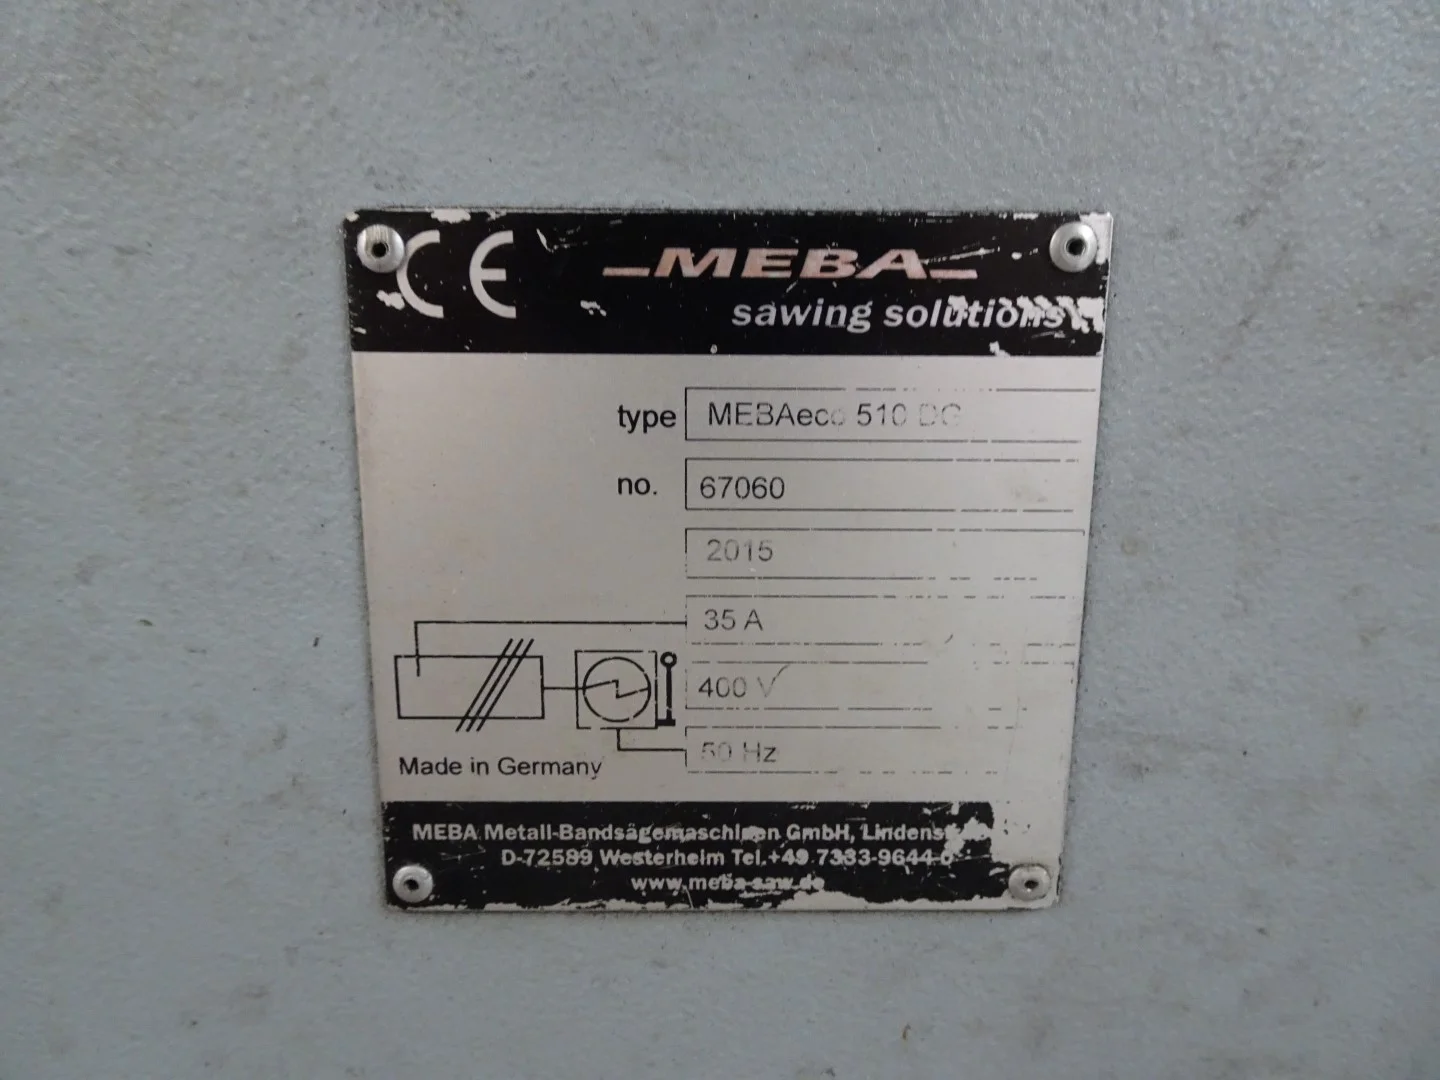 CE
MEBA
sawing solutions
type MEBAeco 510 DG
no. 67060
2015
35 A
400 V
50 Hz
Made in Germany
MEBA Metall-Bandsägemaschinen GmbH,
D-72589 Westerheim Tel.+49 7333-9644-0
www.meba-saw.de